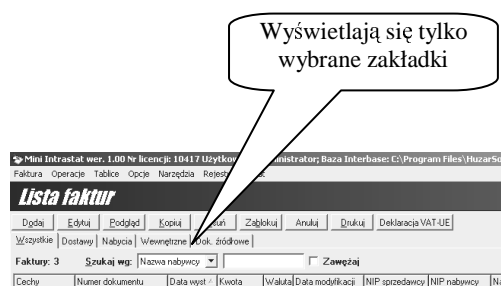 Wyświetlają się tylko
wybrane zakładki
Mini Intrastat wer. 1.00 Nr licencji: 10417 Użytkow ministrator; Baza Interbase: C:\Program Files\HuzarSo
Faktura Operacje Tablice Opcje Narzędzia Rejestr
Lista faktur
Dodaj Edytuj Podgląd Kopiuj Usuń Zablokuj Anuluj Drukuj Deklaracja VAT-UE
Wszystkie Dostawy Nabycia Wewnętrzne Dok. źródłowe
Faktury: 3 Szukaj wg: Nazwa nabywcy Zawężaj
Cechy Numer dokumentu Data wyst Kwota Waluta Data modyfikacji NIP sprzedawcy NIP nabywcy Na